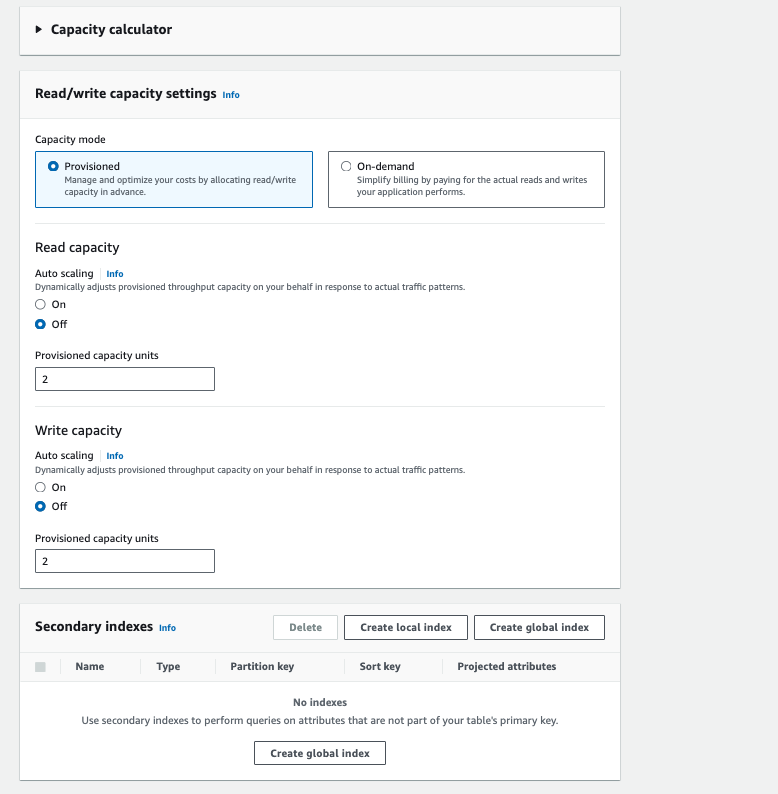 Capacity calculator
Read/write capacity settings Info
Capacity mode
Provisioned
Manage and optimize your costs by allocating read/write
capacity in advance.
On-demand
Simplify billing by paying for the actual reads and writes
your application performs.
Read capacity
Auto scaling Info
Dynamically adjusts provisioned throughput capacity on your behalf in response to actual traffic patterns.
On
Off
Provisioned capacity units
2
Write capacity
Auto scaling Info
Dynamically adjusts provisioned throughput capacity on your behalf in response to actual traffic patterns.
On
Off
Provisioned capacity units
2
Secondary indexes Info Delete Create local index Create global index
Name Type Partition key Sort key Projected attributes
No indexes
Use secondary indexes to perform queries on attributes that are not part of your table's primary key.
Create global index